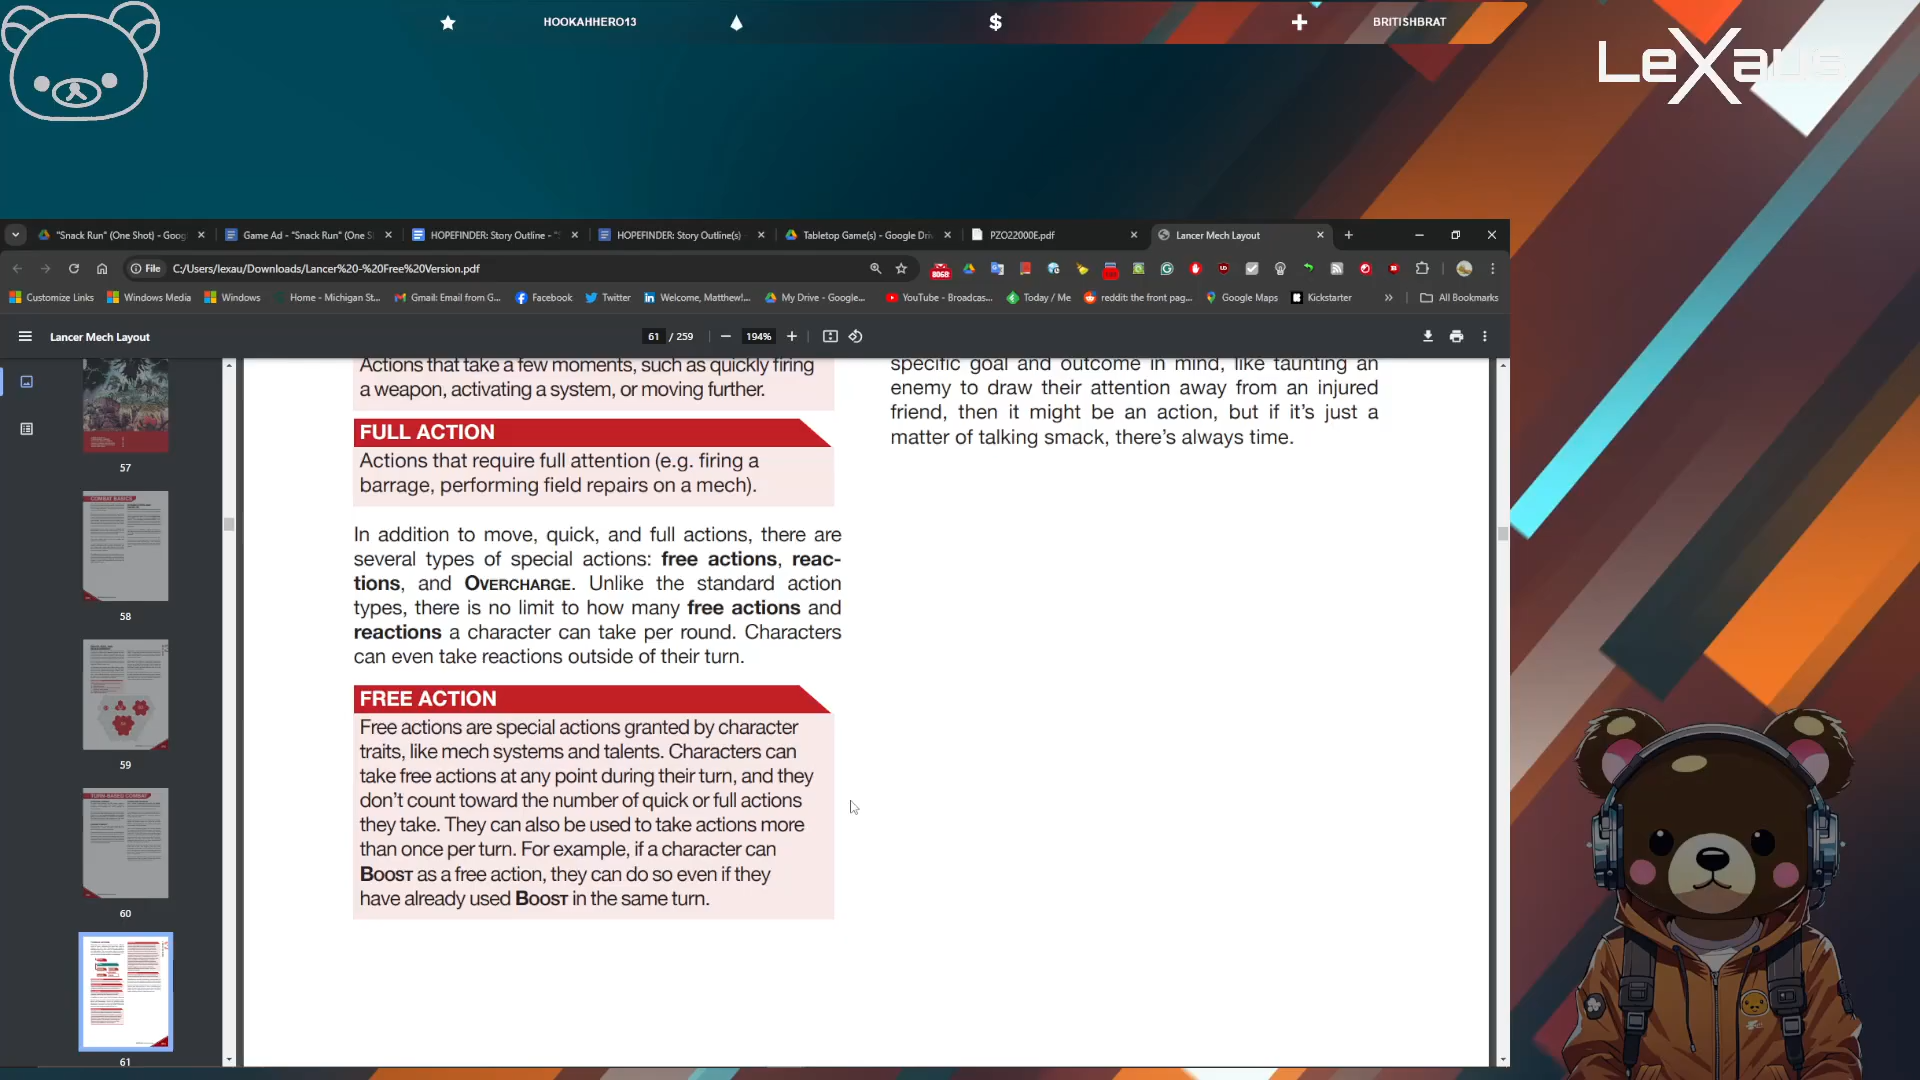 HOOKAHHERO13
$
BRITISHBRAT
LeXaus
"Snack Run" (One Shot) - Goog
Game Ad - "Snack Run" (One S
HOPEFINDER: Story Outline - "
HOPEFINDER: Story Outline(s)
Tabletop Game(s) - Google Dri
PZO22000E.pdf
Lancer Mech Layout
File
C:/Users/lexau/Downloads/Lancer%20-%20Free%20Version.pdf
Customize Links
Windows Media
Windows
Home - Michigan St...
Gmail: Email from G...
Facebook
Twitter
Welcome, Matthew!...
My Drive - Google...
YouTube - Broadcas...
Today / Me
reddit: the front pag...
Google Maps
Kickstarter
All Bookmarks
Lancer Mech Layout
61 / 259
194%
57
58
59
60
61
COMBAT BASICS
TURN-BASED COMBAT
Actions that take a few moments, such as quickly firing
a weapon, activating a system, or moving further.
FULL ACTION
Actions that require full attention (e.g. firing a
barrage, performing field repairs on a mech).
In addition to move, quick, and full actions, there are
several types of special actions: free actions, reac-
tions, and OVERCHARGE. Unlike the standard action
types, there is no limit to how many free actions and
reactions a character can take per round. Characters
can even take reactions outside of their turn.
FREE ACTION
Free actions are special actions granted by character
traits, like mech systems and talents. Characters can
take free actions at any point during their turn, and they
don't count toward the number of quick or full actions
they take. They can also be used to take actions more
than once per turn. For example, if a character can
BOOST as a free action, they can do so even if they
have already used BOOST in the same turn.
specific goal and outcome in mind, like taunting an
enemy to draw their attention away from an injured
friend, then it might be an action, but if it's just a
matter of talking smack, there's always time.